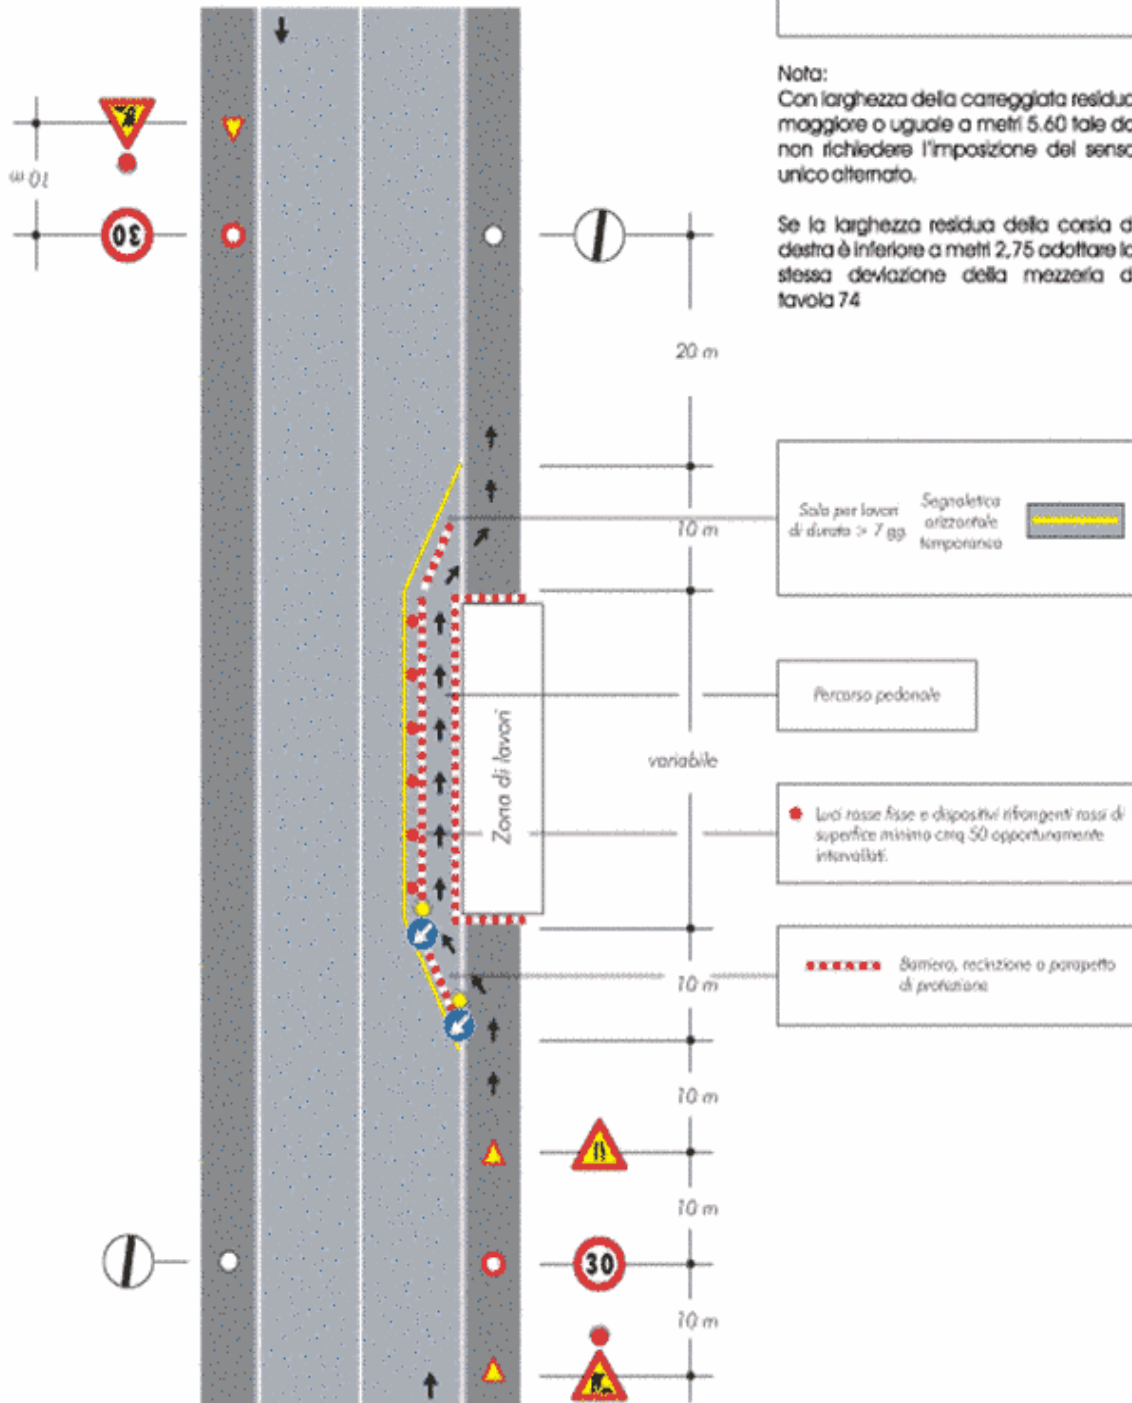 Nota:
Con larghezza della carreggiata residua
maggiore o uguale a metri 5.60 tale da
non richiedere l'imposizione del senso
unico alternato.
Se la larghezza residua della corsia d
destra è inferiore a metri 2,75 adottare la
stessa deviazione della mezzeria d
tavola 74
10 m
30
20 m
10 m
Solo per lavori
di durata > 7 gg.
Segnaletica
orizzontale
temporanea
Percorso pedonale
Zona di lavori
variabile
Luci rosse fisse e dispositivi rifrangenti rossi di
superfice minima cmq 50 opportunamente
intervallati.
Barriera, recinzione o parapetto
di protezione
10 m
10 m
10 m
30
10 m